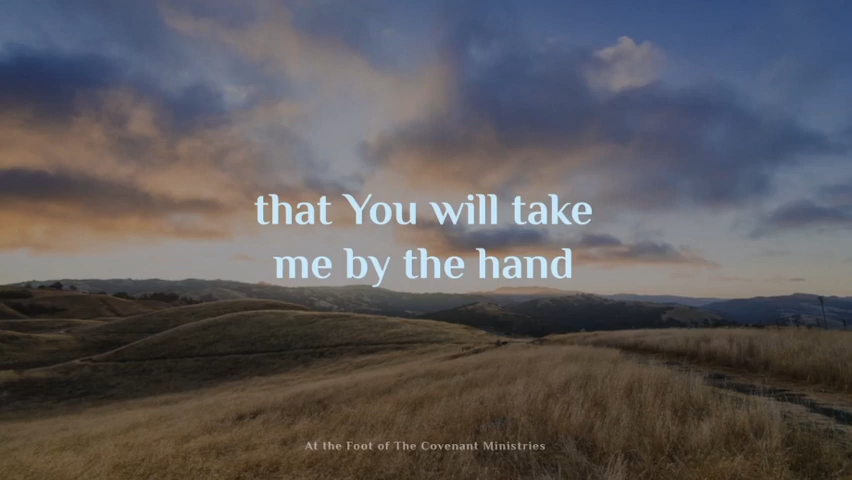 that You will take
me by the hand
At the Foot of The Covenant Ministries